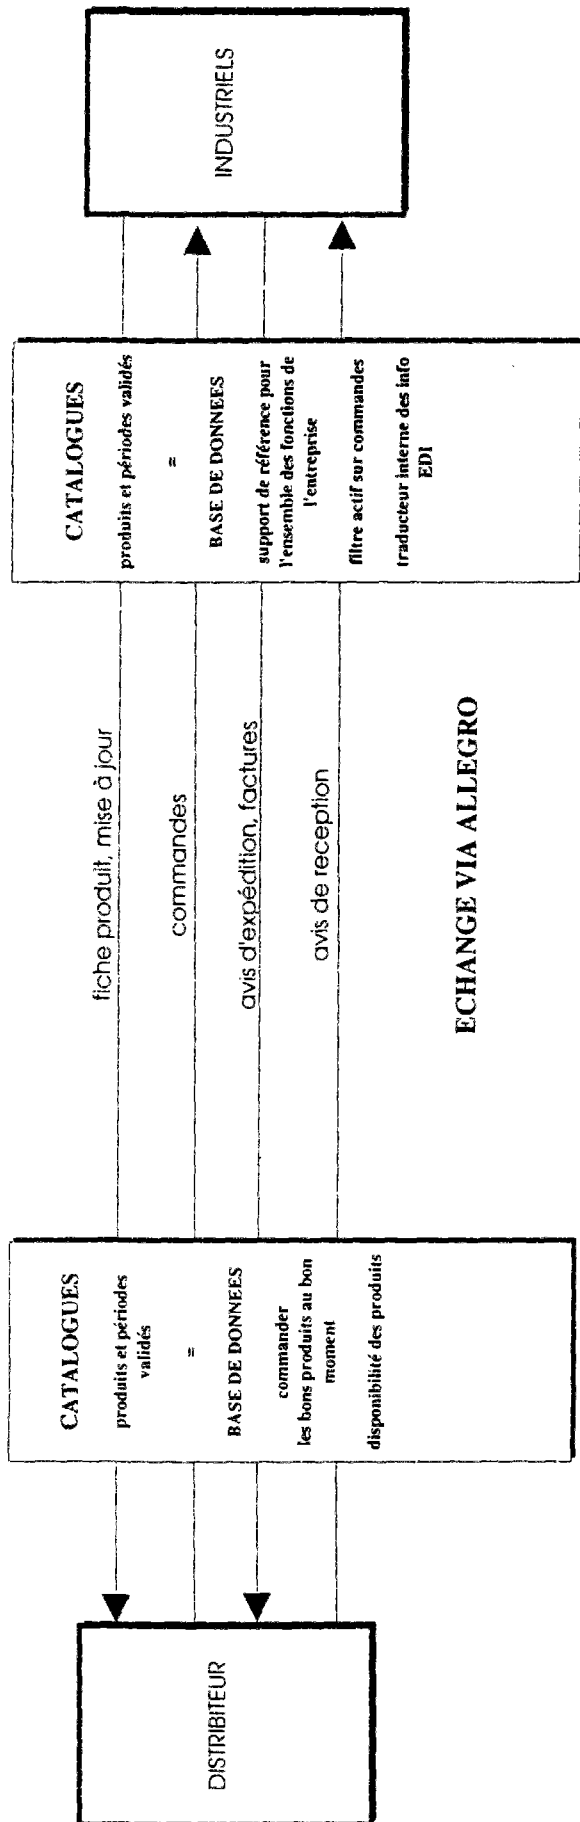 DISTRIBITEUR
CATALOGUES
produits et périodes
validés
=
BASE DE DONNEES
commander
les bons produits au bon
moment
disponibilité des produits
fiche produit, mise à jour
commandes
avis d'expédition, factures
avis de reception
ECHANGE VIA ALLEGRO
CATALOGUES
produits et périodes validés
=
BASE DE DONNEES
support de référence pour
l'ensemble des fonctions de
l'entreprise
filtre actif sur commandes
traducteur interne des info
EDI
INDUSTRIELS